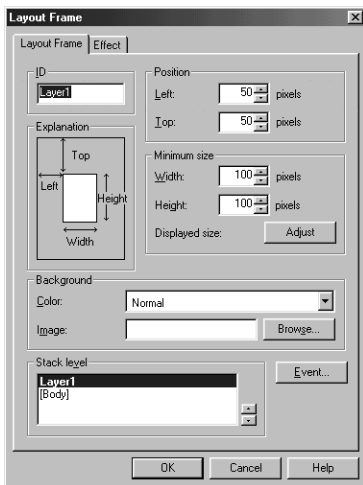 Layout Frame
Layout Frame Effect
ID
Layer1
Position
Left: 50 pixels
Top: 50 pixels
Explanation
Top
Left
Height
Width
Minimum size
Width: 100 pixels
Height: 100 pixels
Displayed size: Adjust
Background
Color: Normal
Image: Browse...
Stack level
Layer1
[Body]
Event...
OK Cancel Help